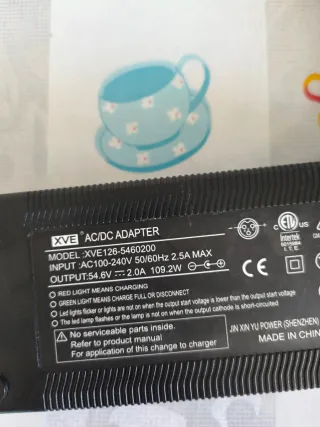 XVE AC/DC ADAPTER
MODEL:XVE126-5460200
INPUT:AC100-240V 50/60Hz 2.5A MAX
OUTPUT:54.6V 2.0A 109.2W
RED LIGHT MEANS CHARGING
GREEN LIGHT MEANS CHARGE FULL OR DISCONNECT
Led lights flicker or lights are not on when the output start voltage is lower than the output voltage.
The led lamp flashes or the lamp is not on when the output cathode is short-circuited.
No serviceable parts inside.
Refer to product manual
For application of this charger to charger
ETL
Intertek
I.T.E.
CE
JIN XIN YU POWER (SHENZHEN)
MADE IN CHIN